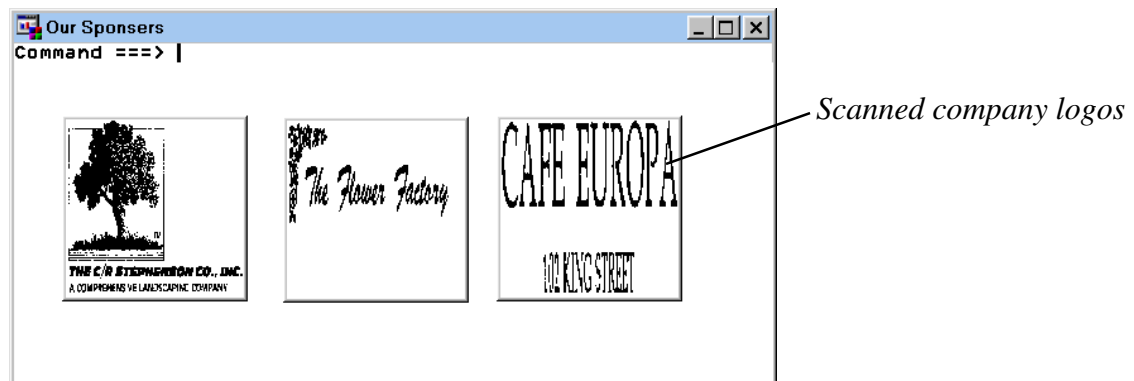 Our Sponsers
Command ===>
Scanned company logos
TM
THE C/R STEPHENSON CO., INC.
A COMPREHENSIVE LANDSCAPING COMPANY
The Flower Factory
CAFE EUROPA
102 KING STREET